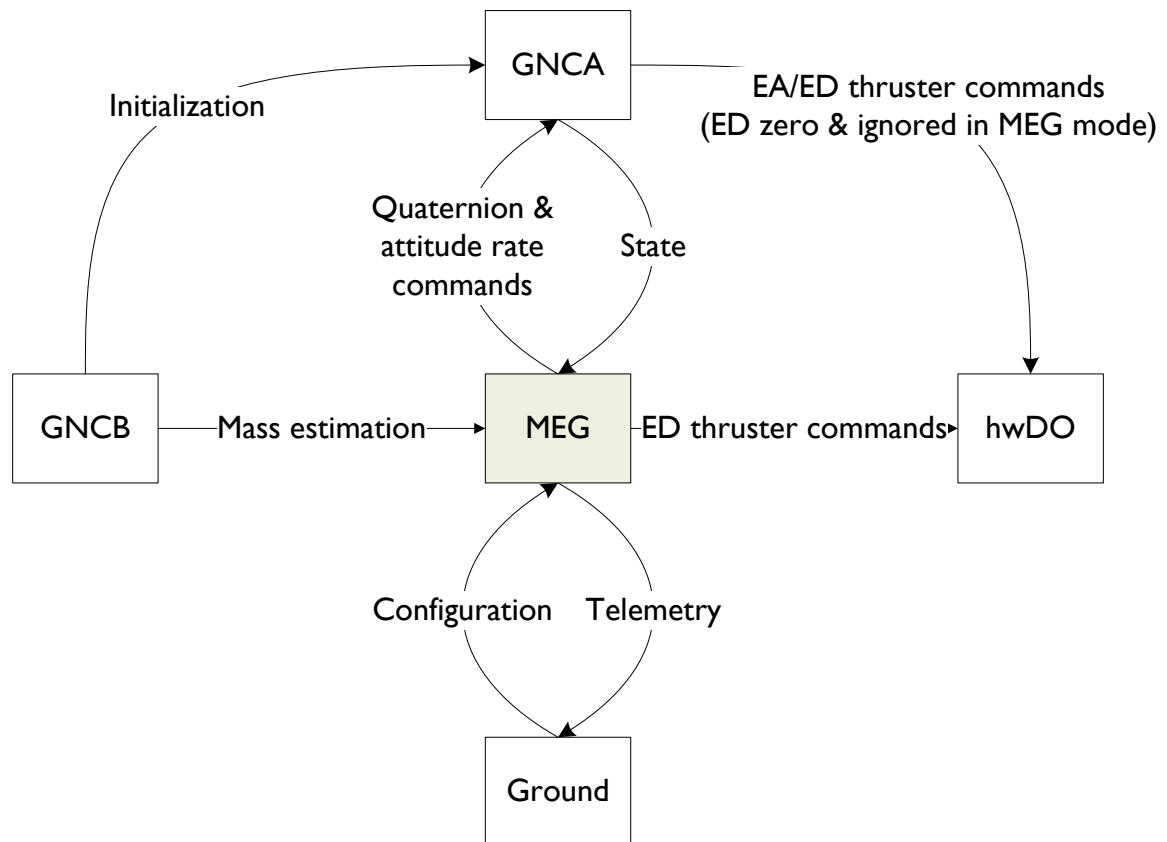 GNCA
EA/ED thruster commands
(ED zero & ignored in MEG mode)
Initialization
Quaternion &
attitude rate
commands
State
GNCB
Mass estimation
MEG
ED thruster commands
hwDO
Configuration
Telemetry
Ground